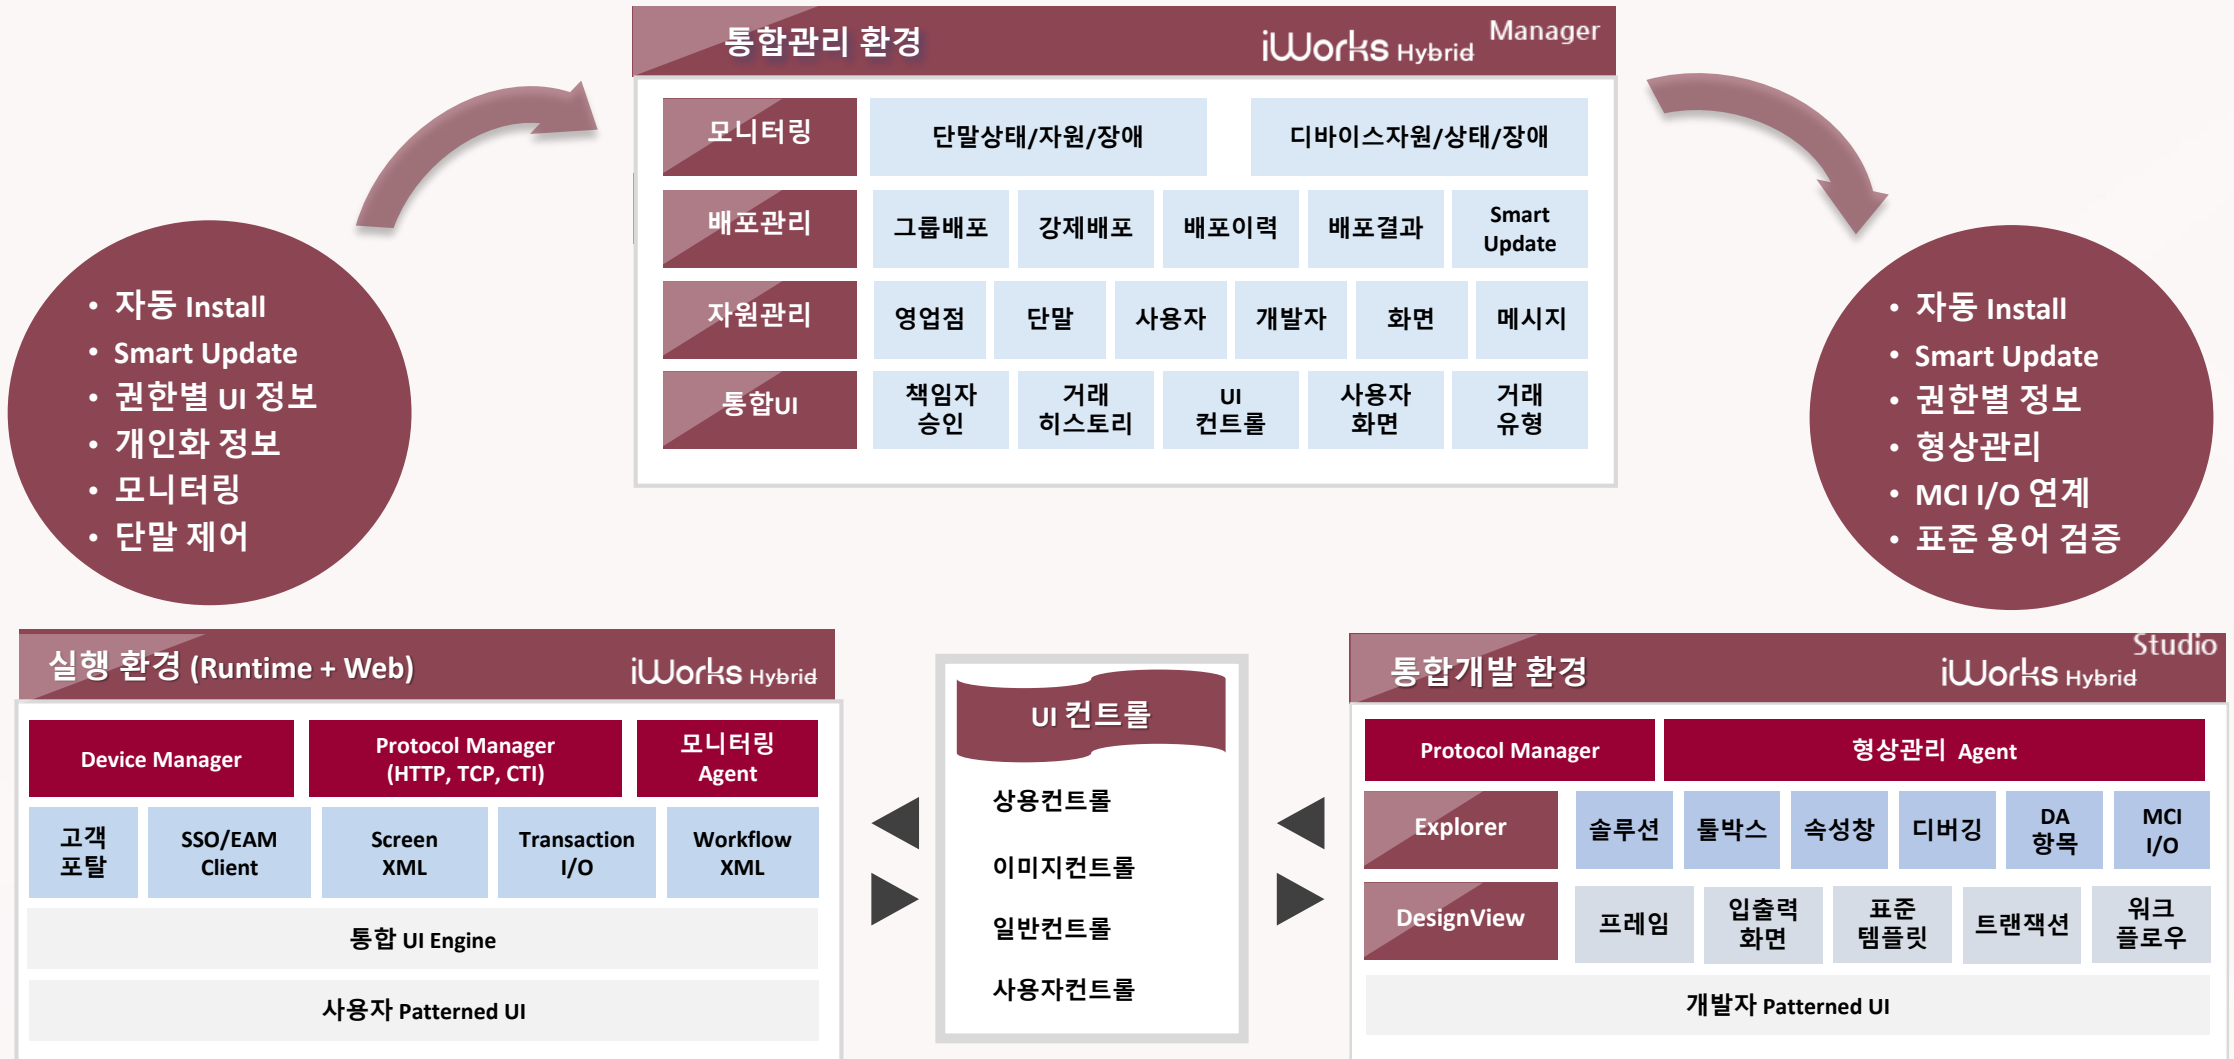 통합관리 환경
iWorks Hybrid Manager
모니터링
단말상태/자원/장애
디바이스자원/상태/장애
배포관리
그룹배포
강제배포
배포이력
배포결과
Smart
Update
자원관리
영업점
단말
사용자
개발자
화면
메시지
통합UI
책임자
승인
거래
히스토리
UI
컨트롤
사용자
화면
거래
유형
• 자동 Install
• Smart Update
• 권한별 UI 정보
• 개인화 정보
• 모니터링
• 단말 제어
• 자동 Install
• Smart Update
• 권한별 정보
• 형상관리
• MCI I/O 연계
• 표준 용어 검증
실행 환경 (Runtime + Web)
iWorks Hybrid
Device Manager
Protocol Manager
(HTTP, TCP, CTI)
모니터링
Agent
고객
포탈
SSO/EAM
Client
Screen
XML
Transaction
I/O
Workflow
XML
통합 UI Engine
사용자 Patterned UI
UI 컨트롤
상용컨트롤
이미지컨트롤
일반컨트롤
사용자컨트롤
통합개발 환경
iWorks Hybrid Studio
Protocol Manager
형상관리 Agent
Explorer
솔루션
툴박스
속성창
디버깅
DA
항목
MCI
I/O
DesignView
프레임
입출력
화면
표준
템플릿
트랜잭션
워크
플로우
개발자 Patterned UI